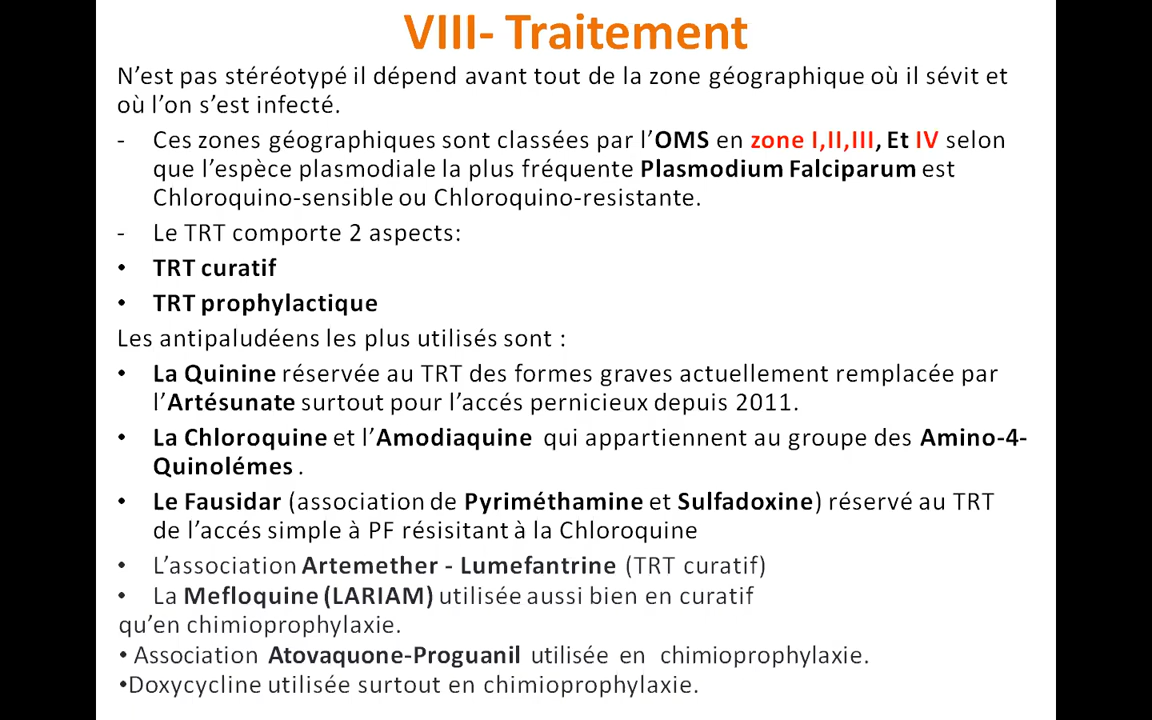 VIII- Traitement
N’est pas stéréotypé il dépend avant tout de la zone géographique où il sévit et
où l’on s’est infecté.
- Ces zones géographiques sont classées par l’OMS en zone I,II,III, Et IV selon
que l’espèce plasmodiale la plus fréquente Plasmodium Falciparum est
Chloroquino-sensible ou Chloroquino-resistante.
- Le TRT comporte 2 aspects:
• TRT curatif
• TRT prophylactique
Les antipaludéens les plus utilisés sont :
• La Quinine réservée au TRT des formes graves actuellement remplacée par
l’Artésunate surtout pour l’accés pernicieux depuis 2011.
• La Chloroquine et l’Amodiaquine qui appartiennent au groupe des Amino-4-
Quinolémes .
• Le Fausidar (association de Pyriméthamine et Sulfadoxine) réservé au TRT
de l’accés simple à PF résisitant à la Chloroquine
• L’association Artemether - Lumefantrine (TRT curatif)
• La Mefloquine (LARIAM) utilisée aussi bien en curatif
qu’en chimioprophylaxie.
• Association Atovaquone-Proguanil utilisée en chimioprophylaxie.
•Doxycycline utilisée surtout en chimioprophylaxie.